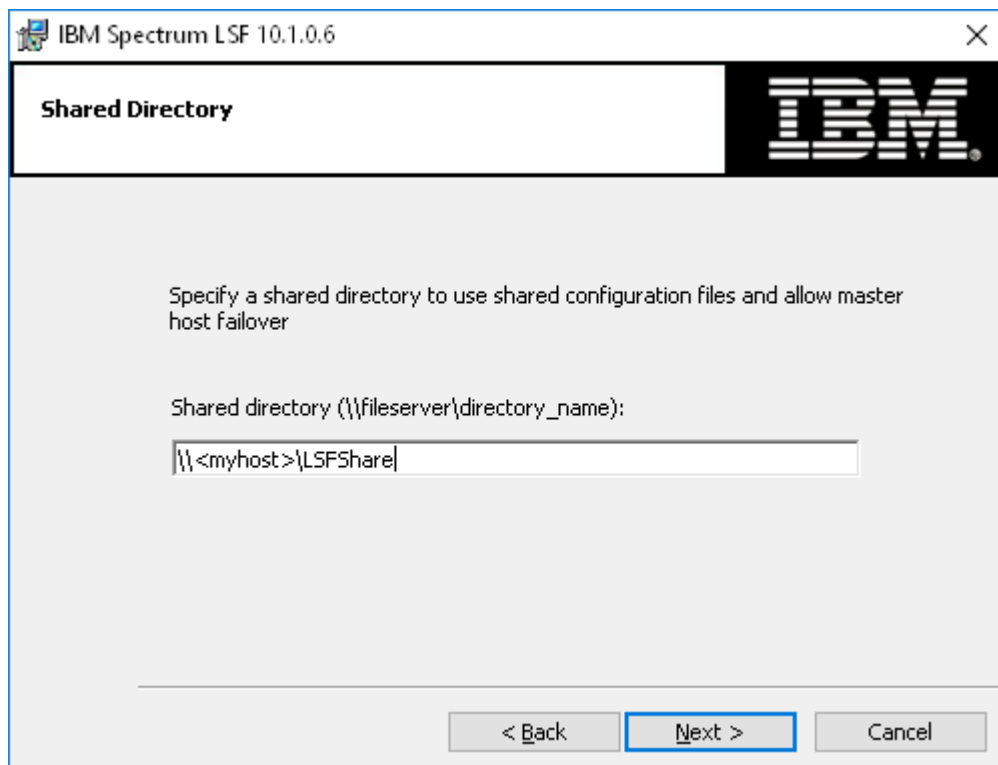 IBM Spectrum LSF 10.1.0.6
Shared Directory
IBM®
Specify a shared directory to use shared configuration files and allow master
host failover
Shared directory (\\fileserver\directory_name):
\\<myhost>\LSFShare
< Back
Next >
Cancel